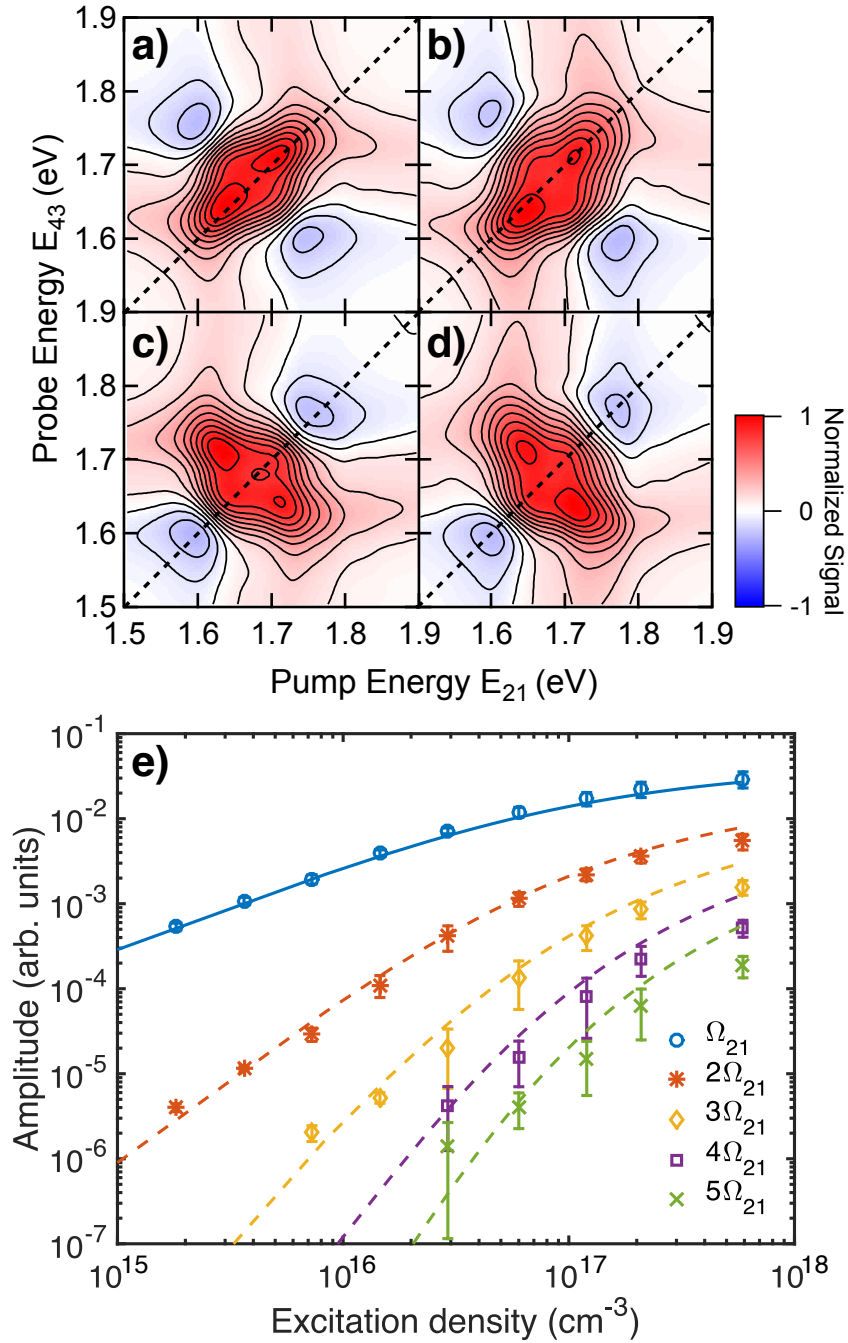 a)
b)
1.9
1.8
1.7
1.6
1.9
c)
d)
1.8
1.7
1.6
1.5
Probe Energy E₄₃ (eV)
1.5 1.6 1.7 1.8 1.9 1.6 1.7 1.8 1.9
Pump Energy E₂₁ (eV)
1
0
-1
Normalized Signal
e)
10⁻¹
10⁻²
10⁻³
10⁻⁴
10⁻⁵
10⁻⁶
10⁻⁷
Amplitude (arb. units)
Ω₂₁
2Ω₂₁
3Ω₂₁
4Ω₂₁
5Ω₂₁
10¹⁵ 10¹⁶ 10¹⁷ 10¹⁸
Excitation density (cm⁻³)